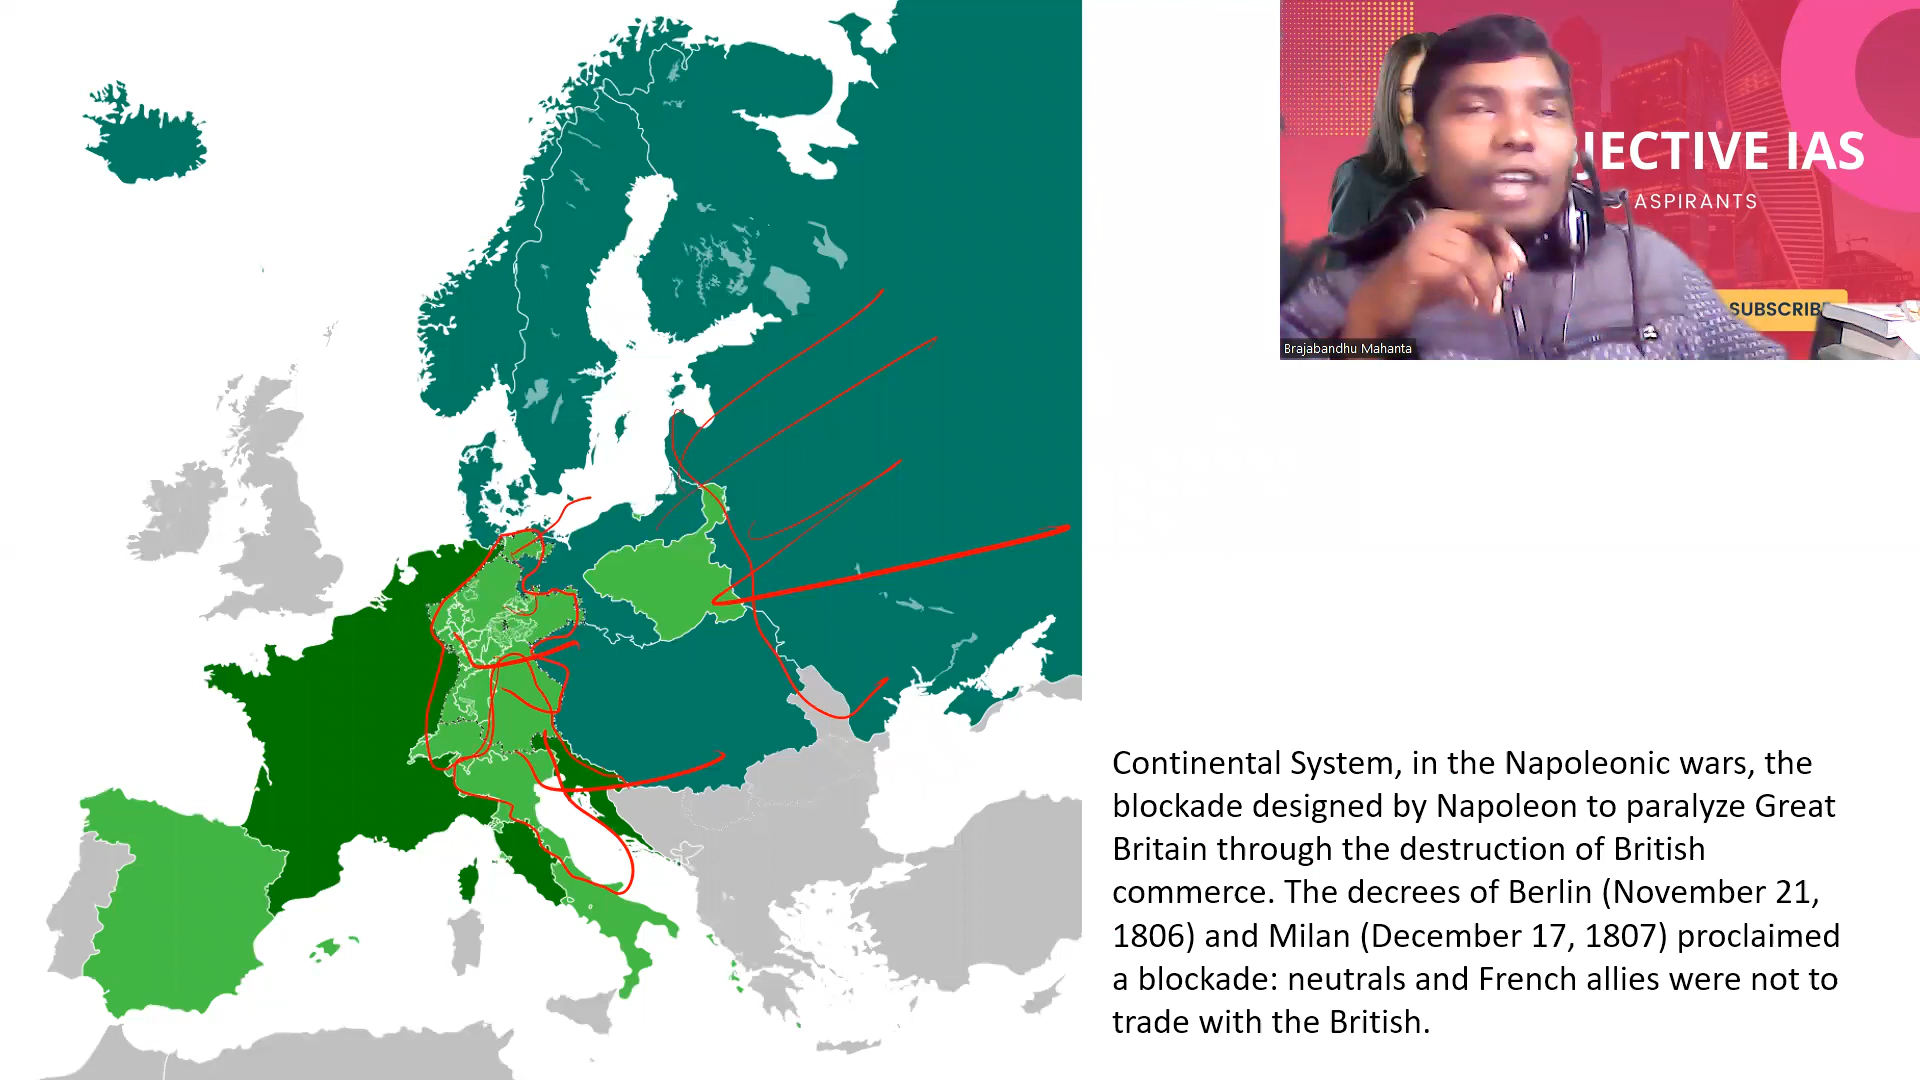 JECTIVE IAS
ASPIRANTS
SUBSCRIB
Brajabandhu Mahanta
Continental System, in the Napoleonic wars, the
blockade designed by Napoleon to paralyze Great
Britain through the destruction of British
commerce. The decrees of Berlin (November 21,
1806) and Milan (December 17, 1807) proclaimed
a blockade: neutrals and French allies were not to
trade with the British.